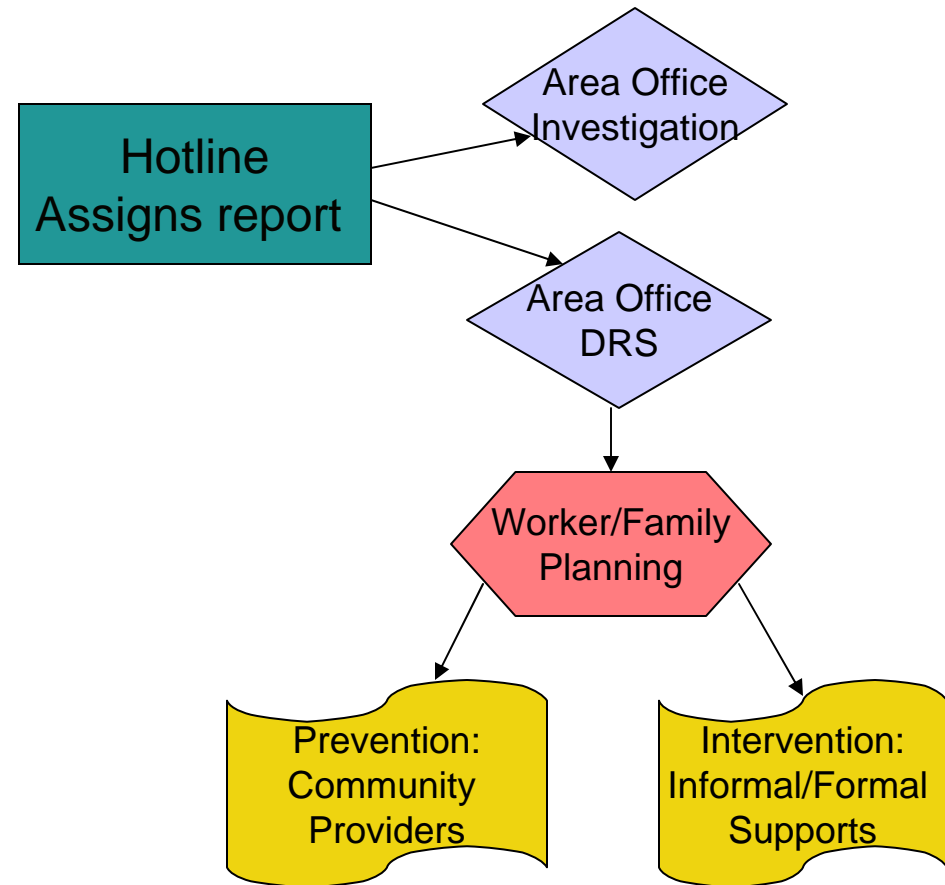 Area Office
Investigation
Hotline
Assigns report
Area Office
DRS
Worker/Family
Planning
Prevention:
Community
Providers
Intervention:
Informal/Formal
Supports